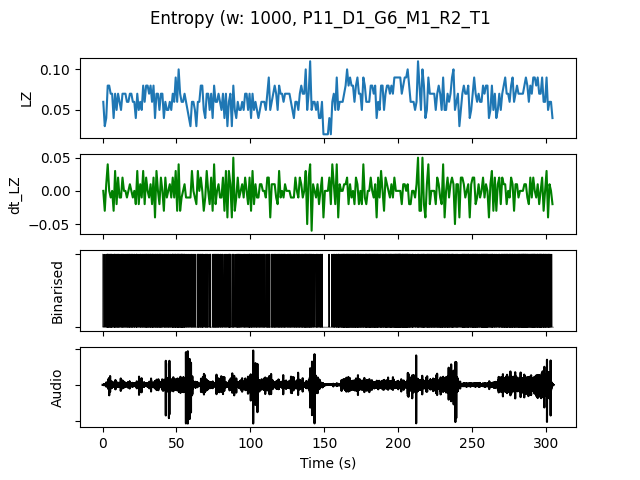 Entropy (w: 1000, P11_D1_G6_M1_R2_T1
0.10
0.05
LZ
0.05
0.00
−0.05
dt_LZ
Binarised
Audio
0 50 100 150 200 250 300
Time (s)